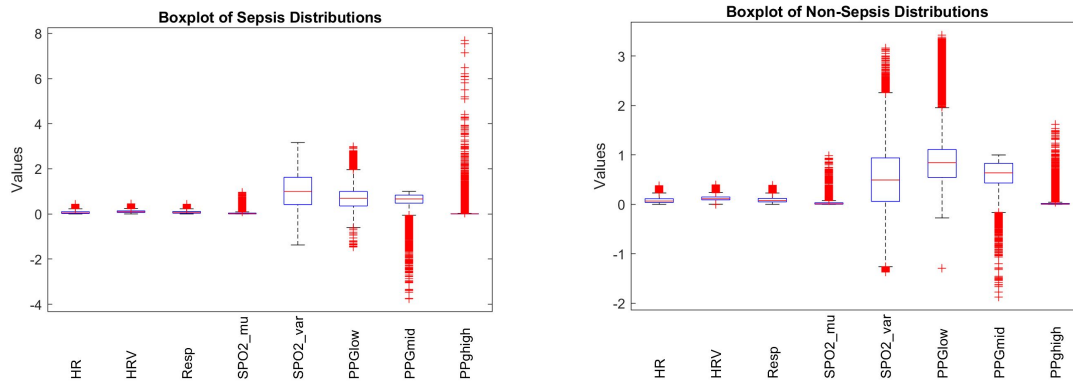 Boxplot of Sepsis Distributions
8
6
4
2
0
-2
-4
Values
HR
HRV
Resp
SPO2_mu
SPO2_var
PPGlow
PPGmid
PPghigh
Boxplot of Non-Sepsis Distributions
3
2
1
0
-1
-2
Values
HR
HRV
Resp
SPO2_mu
SPO2_var
PPGlow
PPGmid
PPghigh